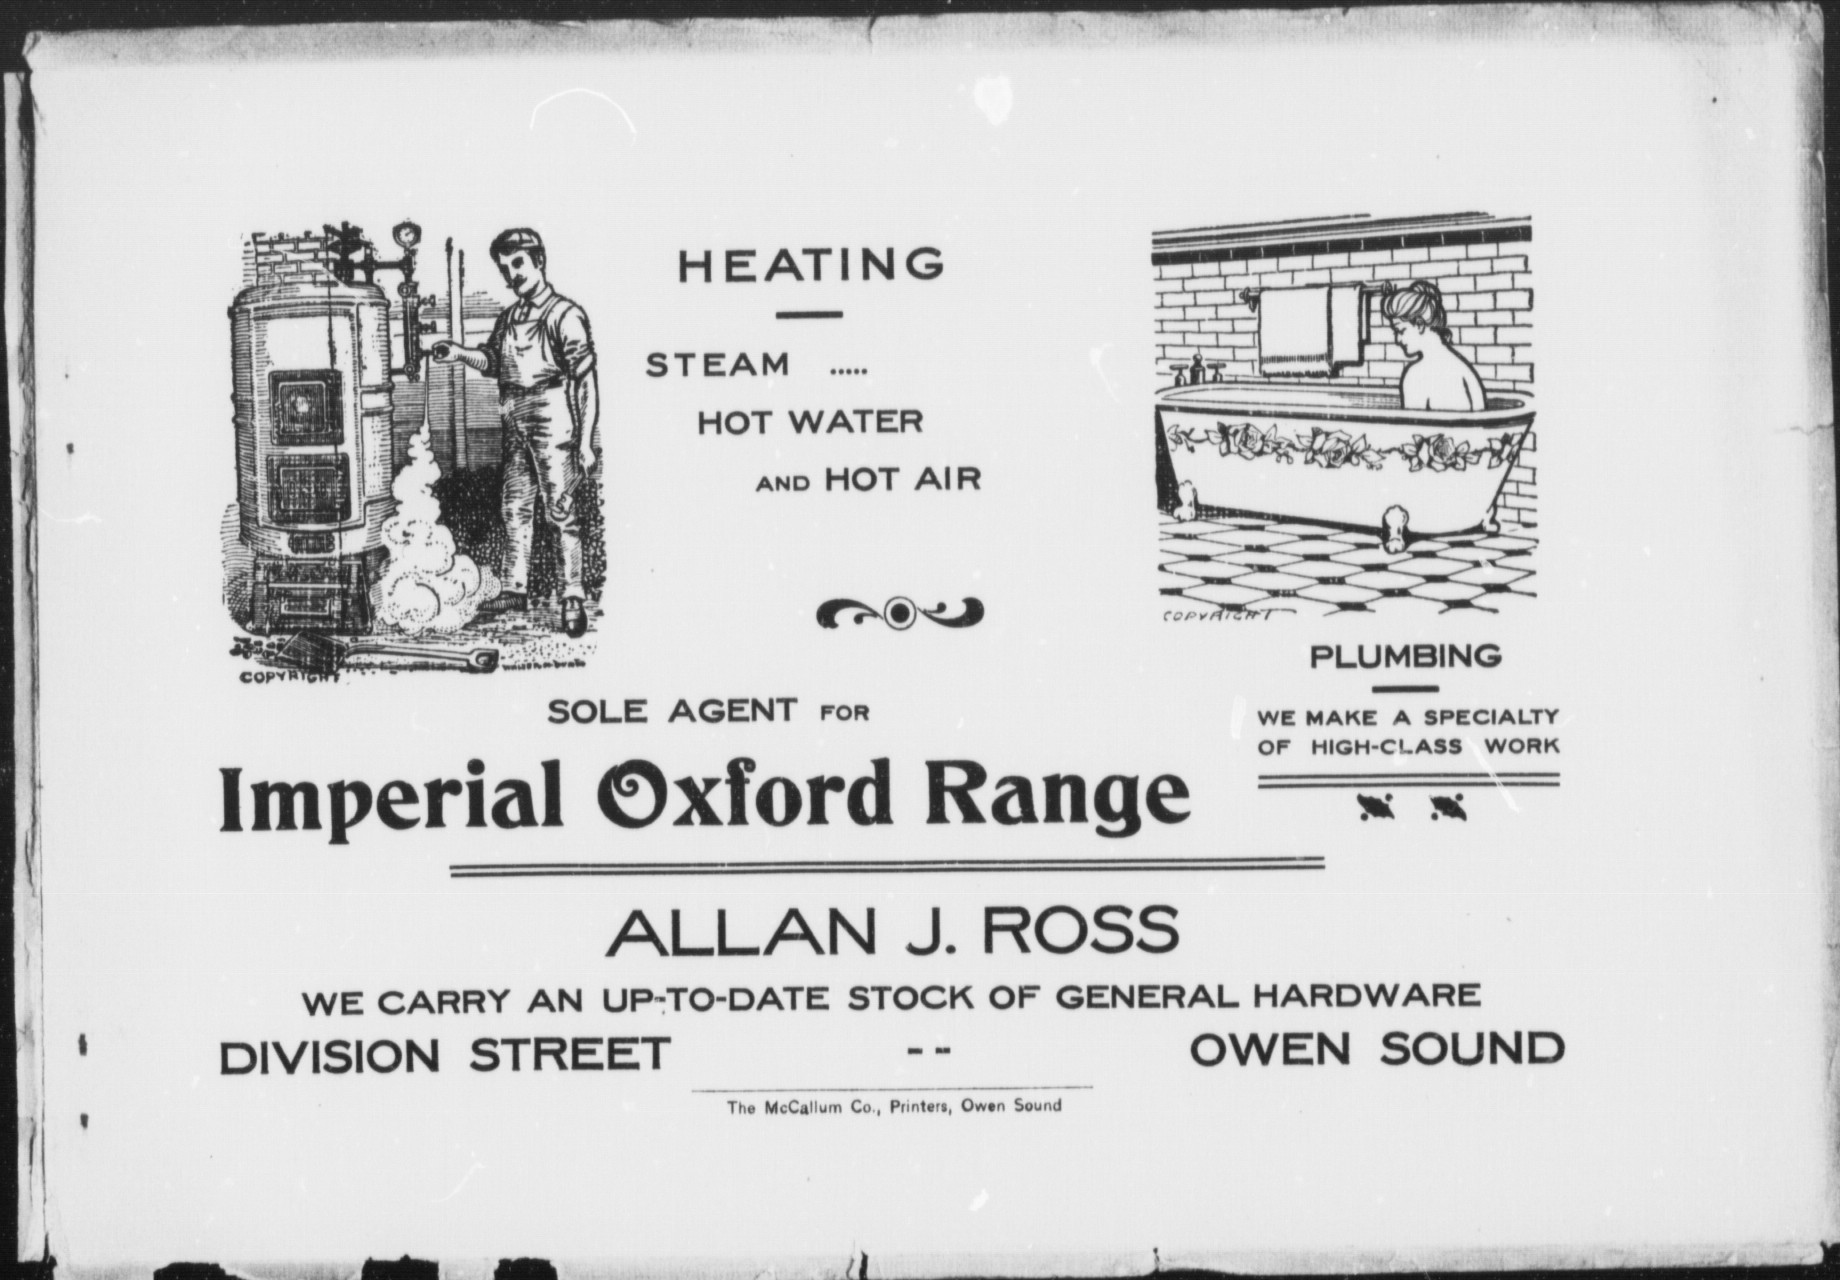 HEATING
STEAM .....
HOT WATER
AND HOT AIR
COPYRIGHT
COPYRIGHT
PLUMBING
WE MAKE A SPECIALTY
OF HIGH-CLASS WORK
SOLE AGENT FOR
Imperial Oxford Range
ALLAN J. ROSS
WE CARRY AN UP-TO-DATE STOCK OF GENERAL HARDWARE
DIVISION STREET -- OWEN SOUND
The McCallum Co., Printers, Owen Sound